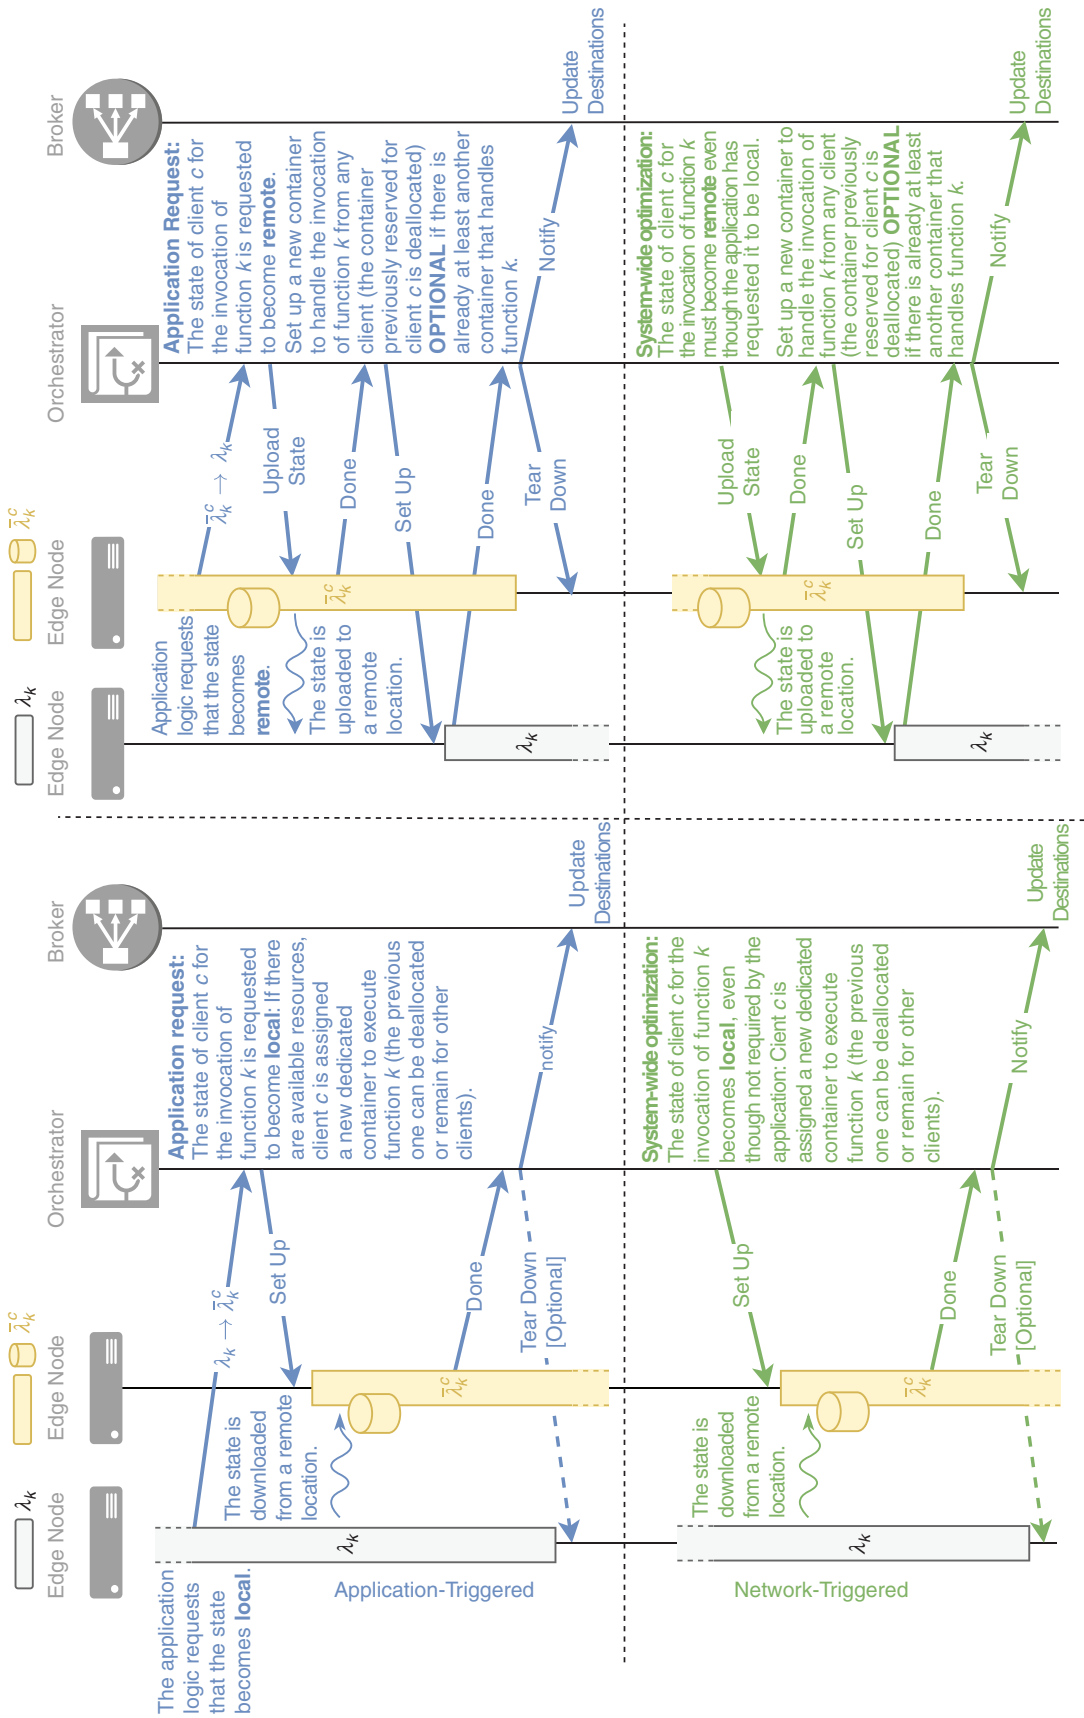 λk
Edge Node
λ̄k^c
Edge Node
Orchestrator
Broker
The application
logic requests
that the state
becomes local.
λk → λ̄k^c
Application request:
The state of client c for
the invocation of
function k is requested
to become local: If there
are available resources,
client c is assigned
a new dedicated
container to execute
function k (the previous
one can be deallocated
or remain for other
clients).
Set Up
The state is
downloaded
from a remote
location.
λk
λ̄k^c
Done
Tear Down
[Optional]
notify
Update
Destinations
Application-Triggered
System-wide optimization:
The state of client c for the
invocation of function k
becomes local, even
though not required by the
application: Cient c is
assigned a new dedicated
container to execute
function k (the previous
one can be deallocated
or remain for other
clients).
Set Up
The state is
downloaded
from a remote
location.
λk
λ̄k^c
Done
Tear Down
[Optional]
Notify
Update
Destinations
Network-Triggered
λk
Edge Node
λ̄k^c
Edge Node
Orchestrator
Broker
Application
logic requests
that the state
becomes
remote.
λ̄k^c → λk
Application Request:
The state of client c for
the invocation of
function k is requested
to become remote.
Set up a new container
to handle the invocation
of function k from any
client (the container
previously reserved for
client c is deallocated)
OPTIONAL if there is
already at least another
container that handles
function k.
Upload
State
The state is
uploaded to
a remote
location.
λ̄k^c
Done
Set Up
λk
Done
Tear
Down
Notify
Update
Destinations
System-wide optimization:
The state of client c for
the invocation of function k
must become remote even
though the application has
requested it to be local.
Set up a new container to
handle the invocation of
function k from any client
(the container previously
reserved for client c is
deallocated) OPTIONAL
if there is already at least
another container that
handles function k.
Upload
State
The state is
uploaded to
a remote
location.
λ̄k^c
Done
Set Up
λk
Done
Tear
Down
Notify
Update
Destinations